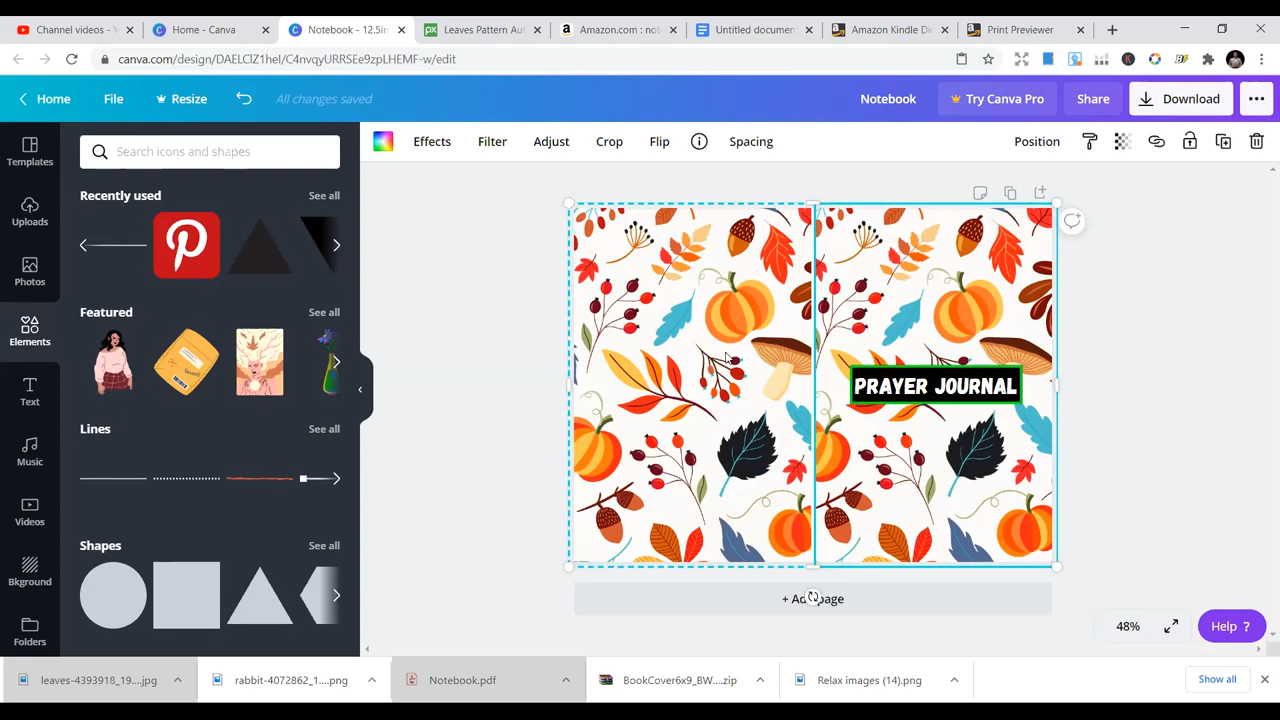 Channel videos - Y
Home - Canva
Notebook - 12.5in
Leaves Pattern Aut
Amazon.com : not
Untitled document
Amazon Kindle Di
Print Previewer
canva.com/design/DAELClZ1heI/C4nvqyURRSEe9zpLHEMF-w/edit
Home
File
Resize
All changes saved
Notebook
Try Canva Pro
Share
Download
Templates
Uploads
Photos
Elements
Text
Music
Videos
Bkground
Folders
Search icons and shapes
Recently used
See all
Featured
See all
Lines
See all
Shapes
See all
Effects
Filter
Adjust
Crop
Flip
Spacing
Position
PRAYER JOURNAL
+ Add page
48%
Help ?
leaves-4393918_19....jpg
rabbit-4072862_1....png
Notebook.pdf
BookCover6x9_BW....zip
Relax images (14).png
Show all